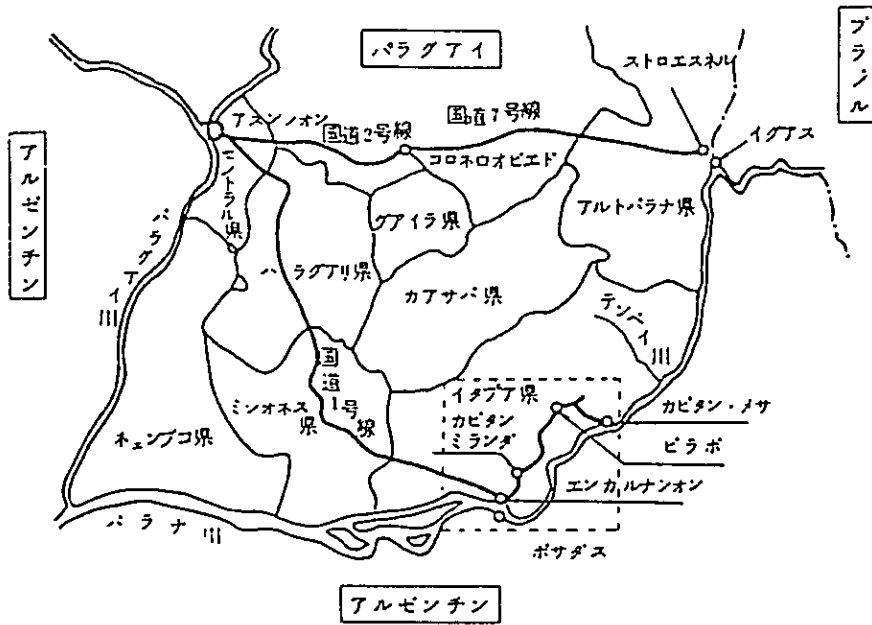 パラグアイ
ブラジル
ストロエスネル
アスンノオン
国道2号線
国道7号線
コロネロオビエド
イグアス
アルゼンチン
セントラル県
グアイラ県
アルトパラナ県
パラグアイ川
パラグアリ県
カアサパ県
テンペイ川
国道1号線
イタプア県
カピタンミランダ
カピタン・メサ
ミンオネス県
ネェンブコ県
ピラポ
エンカルナンオン
パラナ川
ポサダス
アルゼンチン